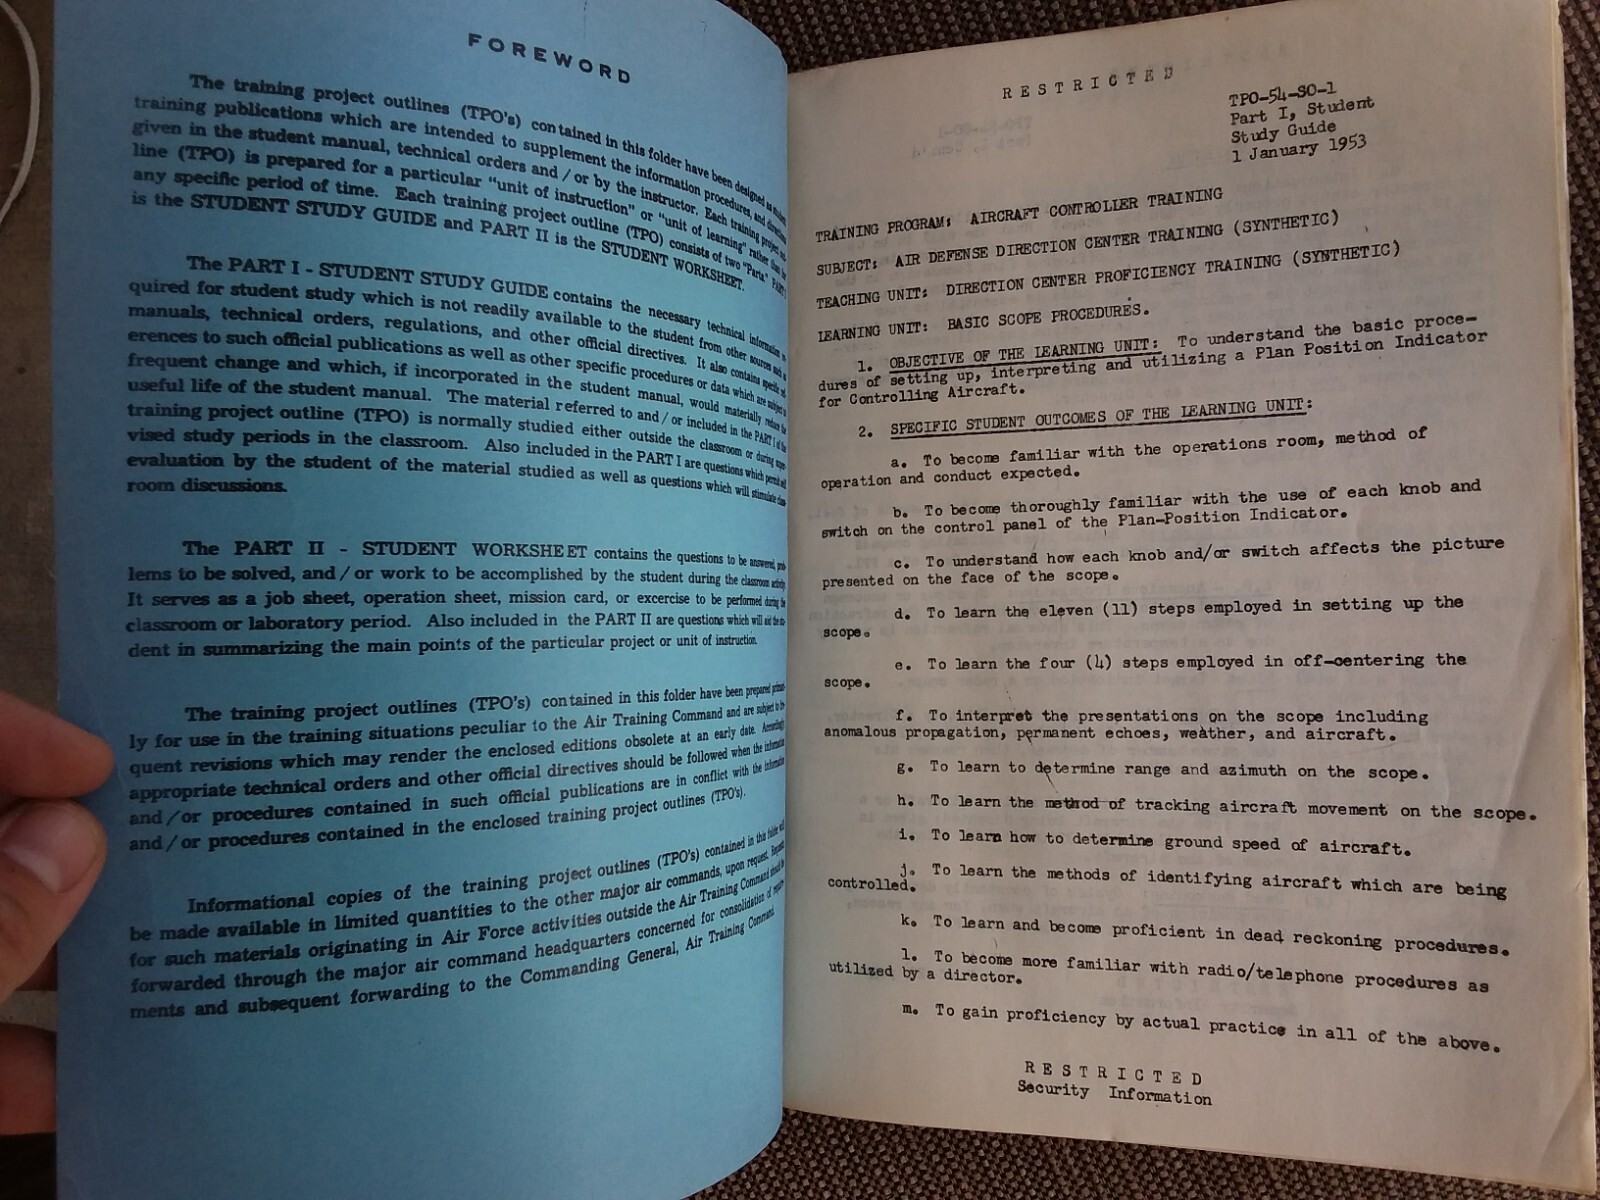 FOREWORD
The training project outlines (TPO's) contained in this folder have been designed as student
training publications which are intended to supplement the information procedures, and directions
given in the student manual, technical orders and / or by the instructor. Each training project out-
line (TPO) is prepared for a particular "unit of instruction" or "unit of learning" rather than for
any specific period of time. Each training project outline (TPO) consists of two "Parts." PART I
is the STUDENT STUDY GUIDE and PART II is the STUDENT WORKSHEET.
The PART I - STUDENT STUDY GUIDE contains the necessary technical information re-
quired for student study which is not readily available to the student from other sources such as
manuals, technical orders, regulations, and other official directives. It also contains specific ref-
erences to such official publications as well as other specific procedures or data which are subject to
frequent change and which, if incorporated in the student manual, would materially reduce the
useful life of the student manual. The material referred to and / or included in the PART I of the
training project outline (TPO) is normally studied either outside the classroom or during super-
vised study periods in the classroom. Also included in the PART I are questions which permit self
evaluation by the student of the material studied as well as questions which will stimulate class-
room discussions.
The PART II - STUDENT WORKSHEET contains the questions to be answered, prob-
lems to be solved, and / or work to be accomplished by the student during the classroom activity.
It serves as a job sheet, operation sheet, mission card, or excercise to be performed during the
classroom or laboratory period. Also included in the PART II are questions which will aid the stu-
dent in summarizing the main points of the particular project or unit of instruction.
The training project outlines (TPO's) contained in this folder have been prepared primari-
ly for use in the training situations peculiar to the Air Training Command and are subject to fre-
quent revisions which may render the enclosed editions obsolete at an early date. Accordingly
appropriate technical orders and other official directives should be followed when the information
and / or procedures contained in such official publications are in conflict with the information
and / or procedures contained in the enclosed training project outlines (TPO's).
Informational copies of the training project outlines (TPO's) contained in this folder will
be made available in limited quantities to the other major air commands, upon request. Request
for such materials originating in Air Force activities outside the Air Training Command should be
forwarded through the major air command headquarters concerned for consolidation of require-
ments and subsequent forwarding to the Commanding General, Air Training Command.
RESTRICTED
TPO-54-SO-1
Part I, Student
Study Guide
1 January 1953
TRAINING PROGRAM: AIRCRAFT CONTROLLER TRAINING
SUBJECT: AIR DEFENSE DIRECTION CENTER TRAINING (SYNTHETIC)
TEACHING UNIT: DIRECTION CENTER PROFICIENCY TRAINING (SYNTHETIC)
LEARNING UNIT: BASIC SCOPE PROCEDURES.
1. OBJECTIVE OF THE LEARNING UNIT: To understand the basic proce-
dures of setting up, interpreting and utilizing a Plan Position Indicator
for Controlling Aircraft.
2. SPECIFIC STUDENT OUTCOMES OF THE LEARNING UNIT:
a. To become familiar with the operations room, method of
operation and conduct expected.
b. To become thoroughly familiar with the use of each knob and
switch on the control panel of the Plan-Position Indicator.
c. To understand how each knob and/or switch affects the picture
presented on the face of the scope.
d. To learn the eleven (11) steps employed in setting up the
scope.
e. To learn the four (4) steps employed in off-centering the
scope.
f. To interpret the presentations on the scope including
anomalous propagation, permanent echoes, weather, and aircraft.
g. To learn to determine range and azimuth on the scope.
h. To learn the method of tracking aircraft movement on the scope.
i. To learn how to determine ground speed of aircraft.
j. To learn the methods of identifying aircraft which are being
controlled.
k. To learn and become proficient in dead reckoning procedures.
l. To become more familiar with radio/telephone procedures as
utilized by a director.
m. To gain proficiency by actual practice in all of the above.
RESTRICTED
Security Information